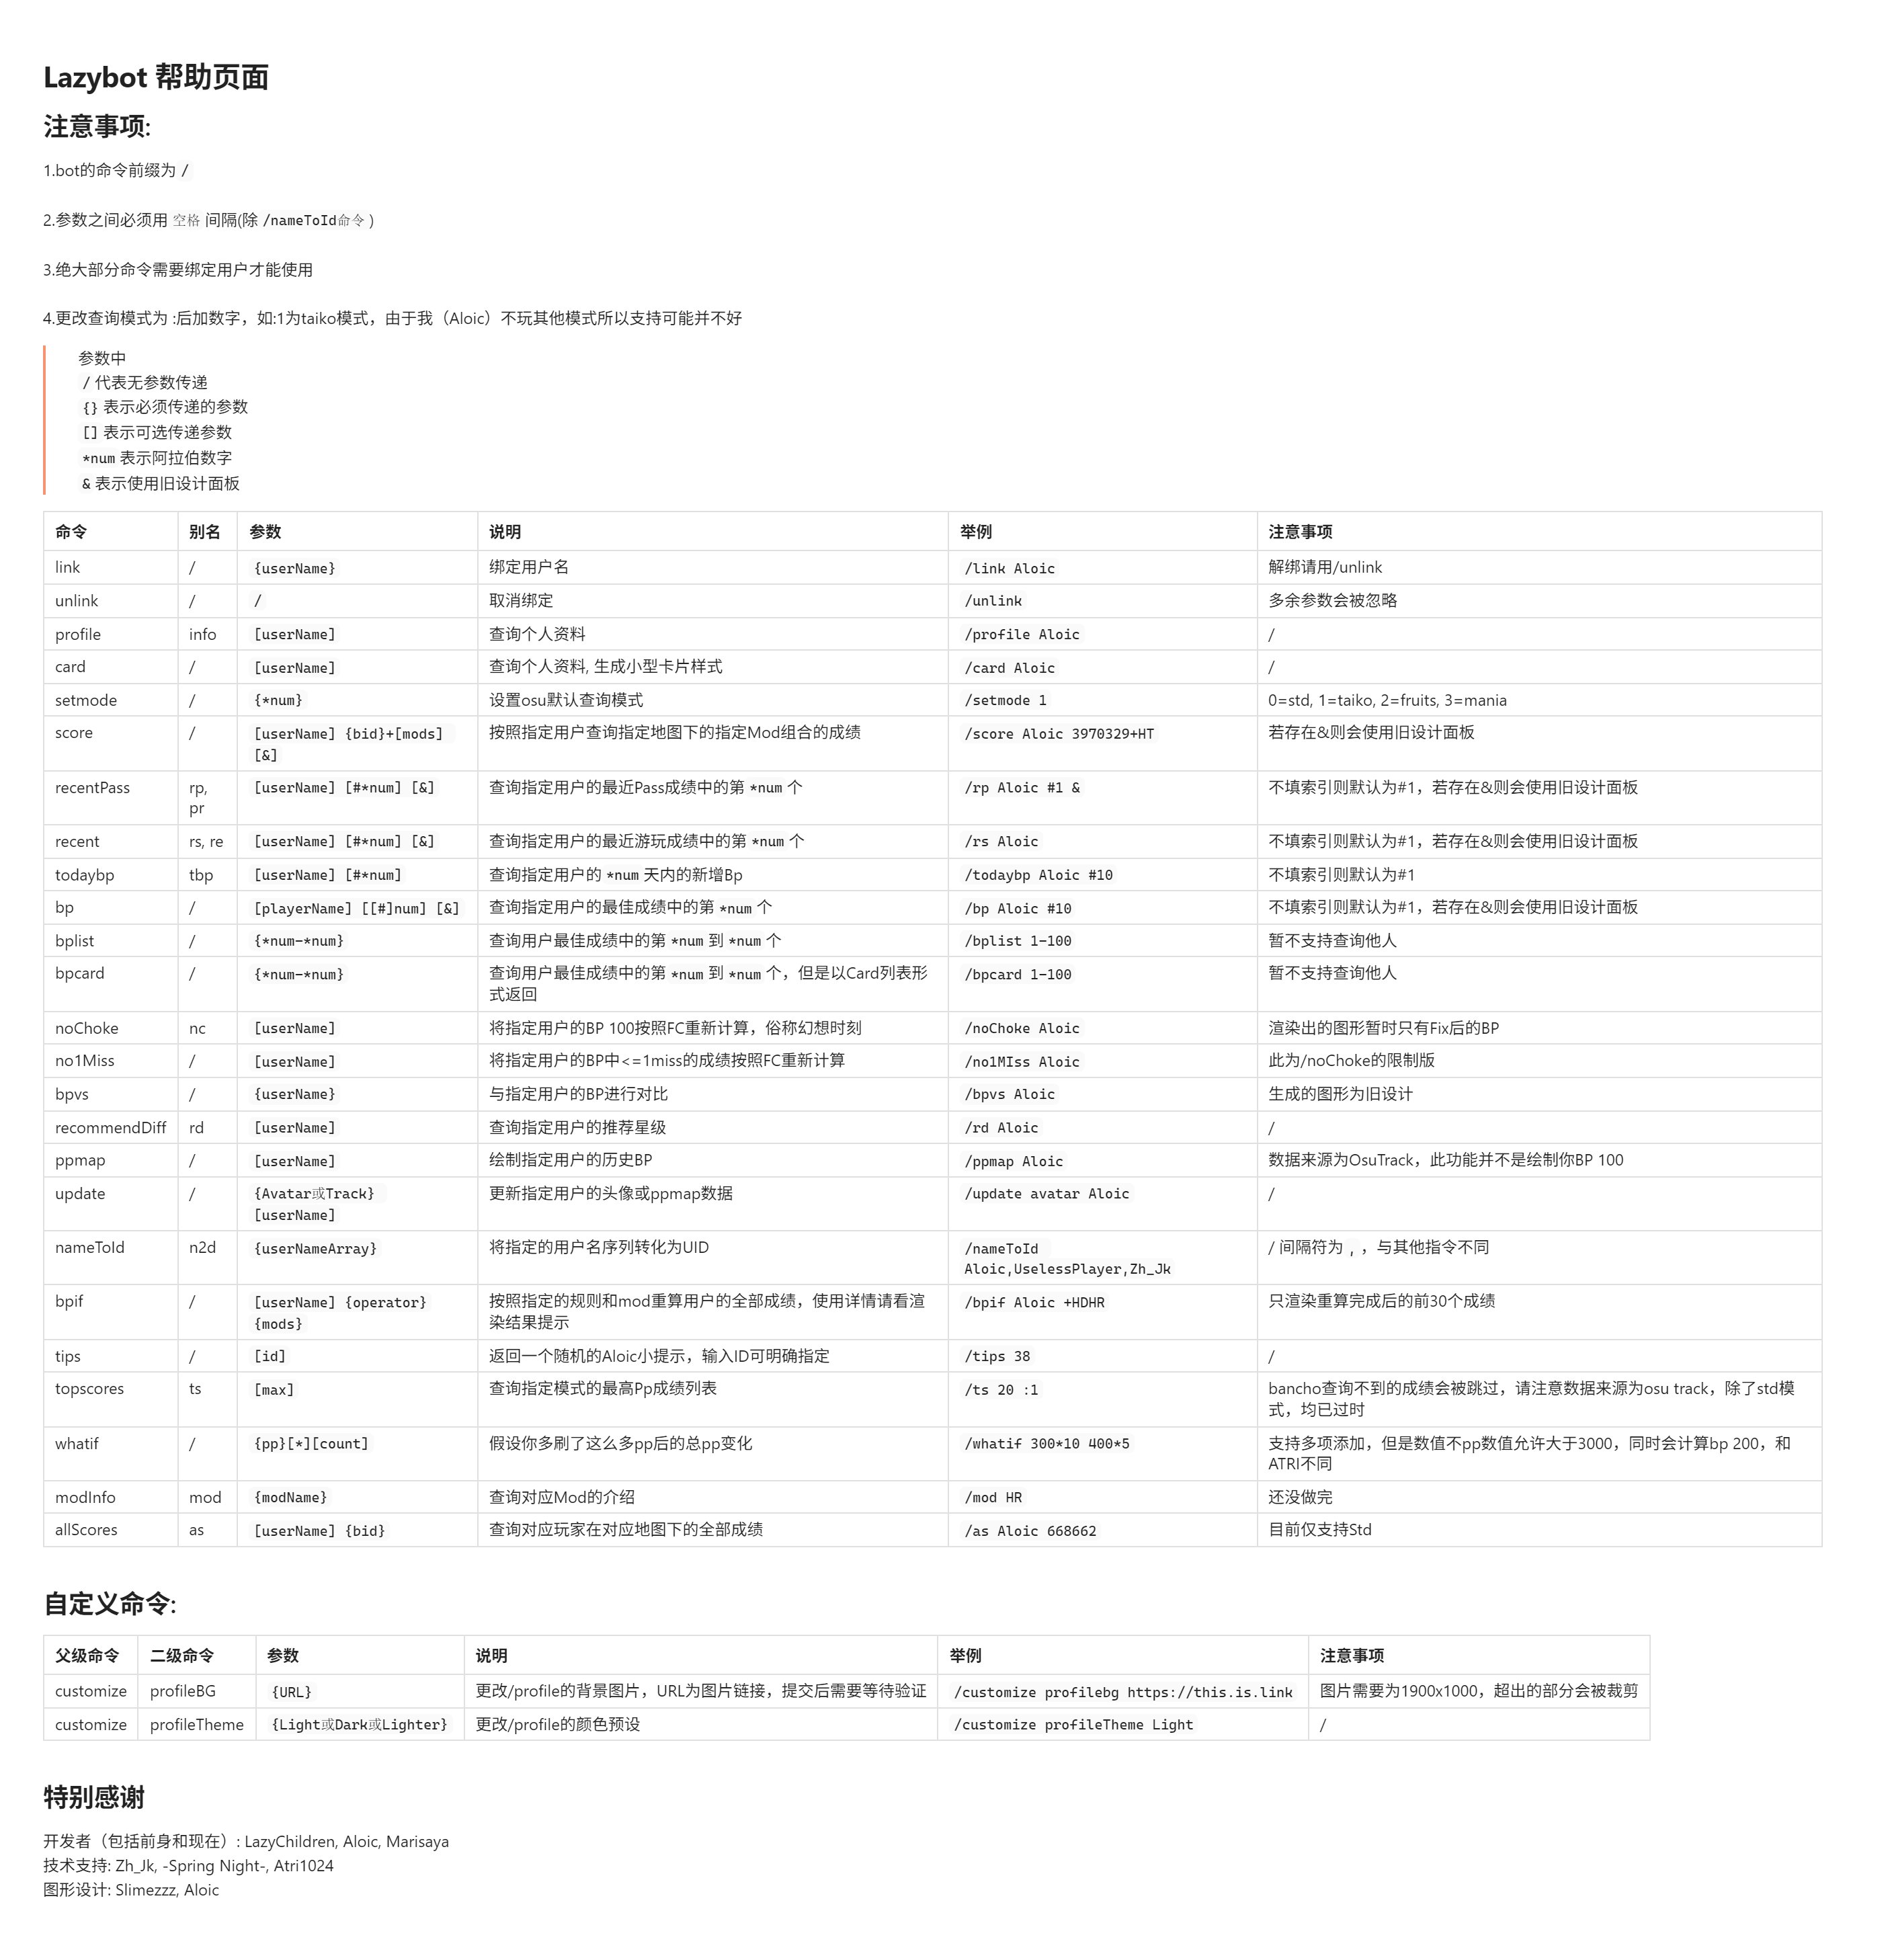 Lazybot 帮助页面
注意事项:
1.bot的命令前缀为 /
2.参数之间必须用 空格 间隔(除 /nameToId命令 )
3.绝大部分命令需要绑定用户才能使用
4.更改查询模式为 :后加数字，如:1为taiko模式，由于我（Aloic）不玩其他模式所以支持可能并不好
参数中
/ 代表无参数传递
{} 表示必须传递的参数
[] 表示可选传递参数
*num 表示阿拉伯数字
& 表示使用旧设计面板
命令 别名 参数 说明 举例 注意事项
link / {userName} 绑定用户名 /link Aloic 解绑请用/unlink
unlink / / 取消绑定 /unlink 多余参数会被忽略
profile info [userName] 查询个人资料 /profile Aloic /
card / [userName] 查询个人资料, 生成小型卡片样式 /card Aloic /
setmode / {*num} 设置osu默认查询模式 /setmode 1 0=std, 1=taiko, 2=fruits, 3=mania
score / [userName] {bid}+[mods] 按照指定用户查询指定地图下的指定Mod组合的成绩 /score Aloic 3970329+HT 若存在&则会使用旧设计面板
[&]
recentPass rp, [userName] [#*num] [&] 查询指定用户的最近Pass成绩中的第 *num 个 /rp Aloic #1 & 不填索引则默认为#1，若存在&则会使用旧设计面板
pr
recent rs, re [userName] [#*num] [&] 查询指定用户的最近游玩成绩中的第 *num 个 /rs Aloic 不填索引则默认为#1，若存在&则会使用旧设计面板
todaybp tbp [userName] [#*num] 查询指定用户的 *num 天内的新增Bp /todaybp Aloic #10 不填索引则默认为#1
bp / [playerName] [[#]num] [&] 查询指定用户的最佳成绩中的第 *num 个 /bp Aloic #10 不填索引则默认为#1，若存在&则会使用旧设计面板
bplist / {*num-*num} 查询用户最佳成绩中的第 *num 到 *num 个 /bplist 1-100 暂不支持查询他人
bpcard / {*num-*num} 查询用户最佳成绩中的第 *num 到 *num 个，但是以Card列表形 /bpcard 1-100 暂不支持查询他人
式返回
noChoke nc [userName] 将指定用户的BP 100按照FC重新计算，俗称幻想时刻 /noChoke Aloic 渲染出的图形暂时只有Fix后的BP
no1Miss / [userName] 将指定用户的BP中<=1miss的成绩按照FC重新计算 /no1MIss Aloic 此为/noChoke的限制版
bpvs / {userName} 与指定用户的BP进行对比 /bpvs Aloic 生成的图形为旧设计
recommendDiff rd [userName] 查询指定用户的推荐星级 /rd Aloic /
ppmap / [userName] 绘制指定用户的历史BP /ppmap Aloic 数据来源为OsuTrack，此功能并不是绘制你BP 100
update / {Avatar或Track} 更新指定用户的头像或ppmap数据 /update avatar Aloic /
[userName]
nameToId n2d {userNameArray} 将指定的用户名序列转化为UID /nameToId / 间隔符为 , ，与其他指令不同
Aloic,UselessPlayer,Zh_Jk
bpif / [userName] {operator} 按照指定的规则和mod重算用户的全部成绩，使用详情请看渲 /bpif Aloic +HDHR 只渲染重算完成后的前30个成绩
{mods} 染结果提示
tips / [id] 返回一个随机的Aloic小提示，输入ID可明确指定 /tips 38 /
topscores ts [max] 查询指定模式的最高Pp成绩列表 /ts 20 :1 bancho查询不到的成绩会被跳过，请注意数据来源为osu track，除了std模
式，均已过时
whatif / {pp}[*][count] 假设你多刷了这么多pp后的总pp变化 /whatif 300*10 400*5 支持多项添加，但是数值不pp数值允许大于3000，同时会计算bp 200，和
ATRI不同
modInfo mod {modName} 查询对应Mod的介绍 /mod HR 还没做完
allScores as [userName] {bid} 查询对应玩家在对应地图下的全部成绩 /as Aloic 668662 目前仅支持Std
自定义命令:
父级命令 二级命令 参数 说明 举例 注意事项
customize profileBG {URL} 更改/profile的背景图片，URL为图片链接，提交后需要等待验证 /customize profilebg https://this.is.link 图片需要为1900x1000，超出的部分会被裁剪
customize profileTheme {Light或Dark或Lighter} 更改/profile的颜色预设 /customize profileTheme Light /
特别感谢
开发者（包括前身和现在）: LazyChildren, Aloic, Marisaya
技术支持: Zh_Jk, -Spring Night-, Atri1024
图形设计: Slimezzz, Aloic